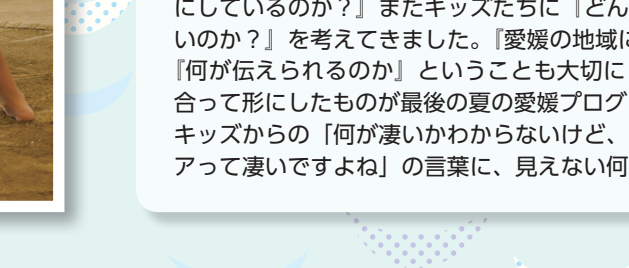 にしているのか？』またキッズたちに『どん
いのか？』を考えてきました。『愛媛の地域に
『何が伝えられるのか』ということも大切に
合って形にしたものが最後の夏の愛媛プログ
キッズからの「何が凄いかわからないけど、
アって凄いですよね」の言葉に、見えない何